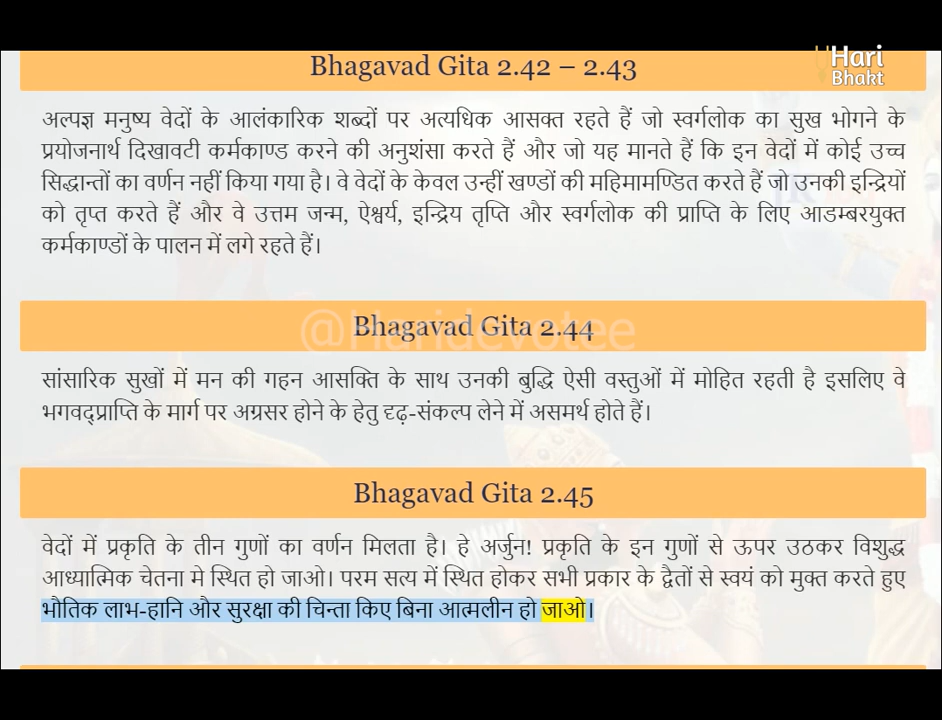 Bhagavad Gita 2.42 – 2.43
Hari
Bhakt
अल्पज्ञ मनुष्य वेदों के आलंकारिक शब्दों पर अत्यधिक आसक्त रहते हैं जो स्वर्गलोक का सुख भोगने के
प्रयोजनार्थ दिखावटी कर्मकाण्ड करने की अनुशंसा करते हैं और जो यह मानते हैं कि इन वेदों में कोई उच्च
सिद्धान्तों का वर्णन नहीं किया गया है। वे वेदों के केवल उन्हीं खण्डों की महिमामण्डित करते हैं जो उनकी इन्द्रियों
को तृप्त करते हैं और वे उत्तम जन्म, ऐश्वर्य, इन्द्रिय तृप्ति और स्वर्गलोक की प्राप्ति के लिए आडम्बरयुक्त
कर्मकाण्डों के पालन में लगे रहते हैं।
Bhagavad Gita 2.44
@Haridevotee
सांसारिक सुखों में मन की गहन आसक्ति के साथ उनकी बुद्धि ऐसी वस्तुओं में मोहित रहती है इसलिए वे
भगवद्प्राप्ति के मार्ग पर अग्रसर होने के हेतु दृढ़-संकल्प लेने में असमर्थ होते हैं।
Bhagavad Gita 2.45
वेदों में प्रकृति के तीन गुणों का वर्णन मिलता है। हे अर्जुन! प्रकृति के इन गुणों से ऊपर उठकर विशुद्ध
आध्यात्मिक चेतना मे स्थित हो जाओ। परम सत्य में स्थित होकर सभी प्रकार के द्वैतों से स्वयं को मुक्त करते हुए
भौतिक लाभ-हानि और सुरक्षा की चिन्ता किए बिना आत्मलीन हो जाओ।